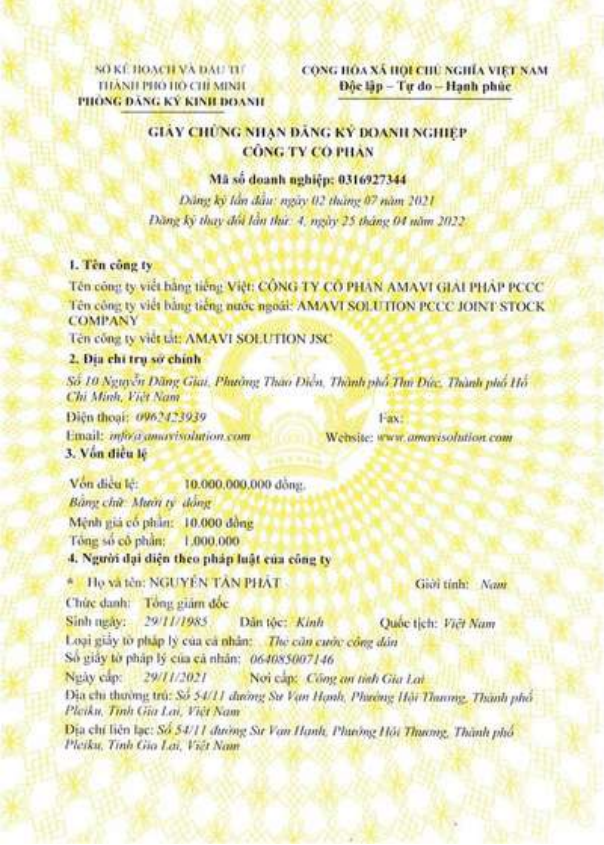 SỞ KẾ HOẠCH VÀ ĐẦU TƯ
THÀNH PHỐ HỒ CHÍ MINH
PHÒNG ĐĂNG KÝ KINH DOANH
CỘNG HÒA XÃ HỘI CHỦ NGHĨA VIỆT NAM
Độc lập – Tự do – Hạnh phúc
GIẤY CHỨNG NHẬN ĐĂNG KÝ DOANH NGHIỆP
CÔNG TY CỔ PHẦN
Mã số doanh nghiệp: 0316927344
Đăng ký lần đầu: ngày 02 tháng 07 năm 2021
Đăng ký thay đổi lần thứ: 4, ngày 25 tháng 04 năm 2022
1. Tên công ty
Tên công ty viết bằng tiếng Việt: CÔNG TY CỔ PHẦN AMAVI GIẢI PHÁP PCCC
Tên công ty viết bằng tiếng nước ngoài: AMAVI SOLUTION PCCC JOINT STOCK
COMPANY
Tên công ty viết tắt: AMAVI SOLUTION JSC
2. Địa chỉ trụ sở chính
Số 10 Nguyễn Đăng Giai, Phường Thảo Điền, Thành phố Thủ Đức, Thành phố Hồ
Chí Minh, Việt Nam
Điện thoại: 0962423939 Fax:
Email: info@amavisolution.com Website: www.amavisolution.com
3. Vốn điều lệ
Vốn điều lệ: 10.000.000.000 đồng.
Bằng chữ: Mười tỷ đồng
Mệnh giá cổ phần: 10.000 đồng
Tổng số cổ phần: 1.000.000
4. Người đại diện theo pháp luật của công ty
* Họ và tên: NGUYỄN TẤN PHÁT Giới tính: Nam
Chức danh: Tổng giám đốc
Sinh ngày: 29/11/1985 Dân tộc: Kinh Quốc tịch: Việt Nam
Loại giấy tờ pháp lý của cá nhân: Thẻ căn cước công dân
Số giấy tờ pháp lý của cá nhân: 064085007146
Ngày cấp: 29/11/2021 Nơi cấp: Công an tỉnh Gia Lai
Địa chỉ thường trú: Số 54/11 đường Sư Vạn Hạnh, Phường Hội Thương, Thành phố
Pleiku, Tỉnh Gia Lai, Việt Nam
Địa chỉ liên lạc: Số 54/11 đường Sư Vạn Hạnh, Phường Hội Thương, Thành phố
Pleiku, Tỉnh Gia Lai, Việt Nam